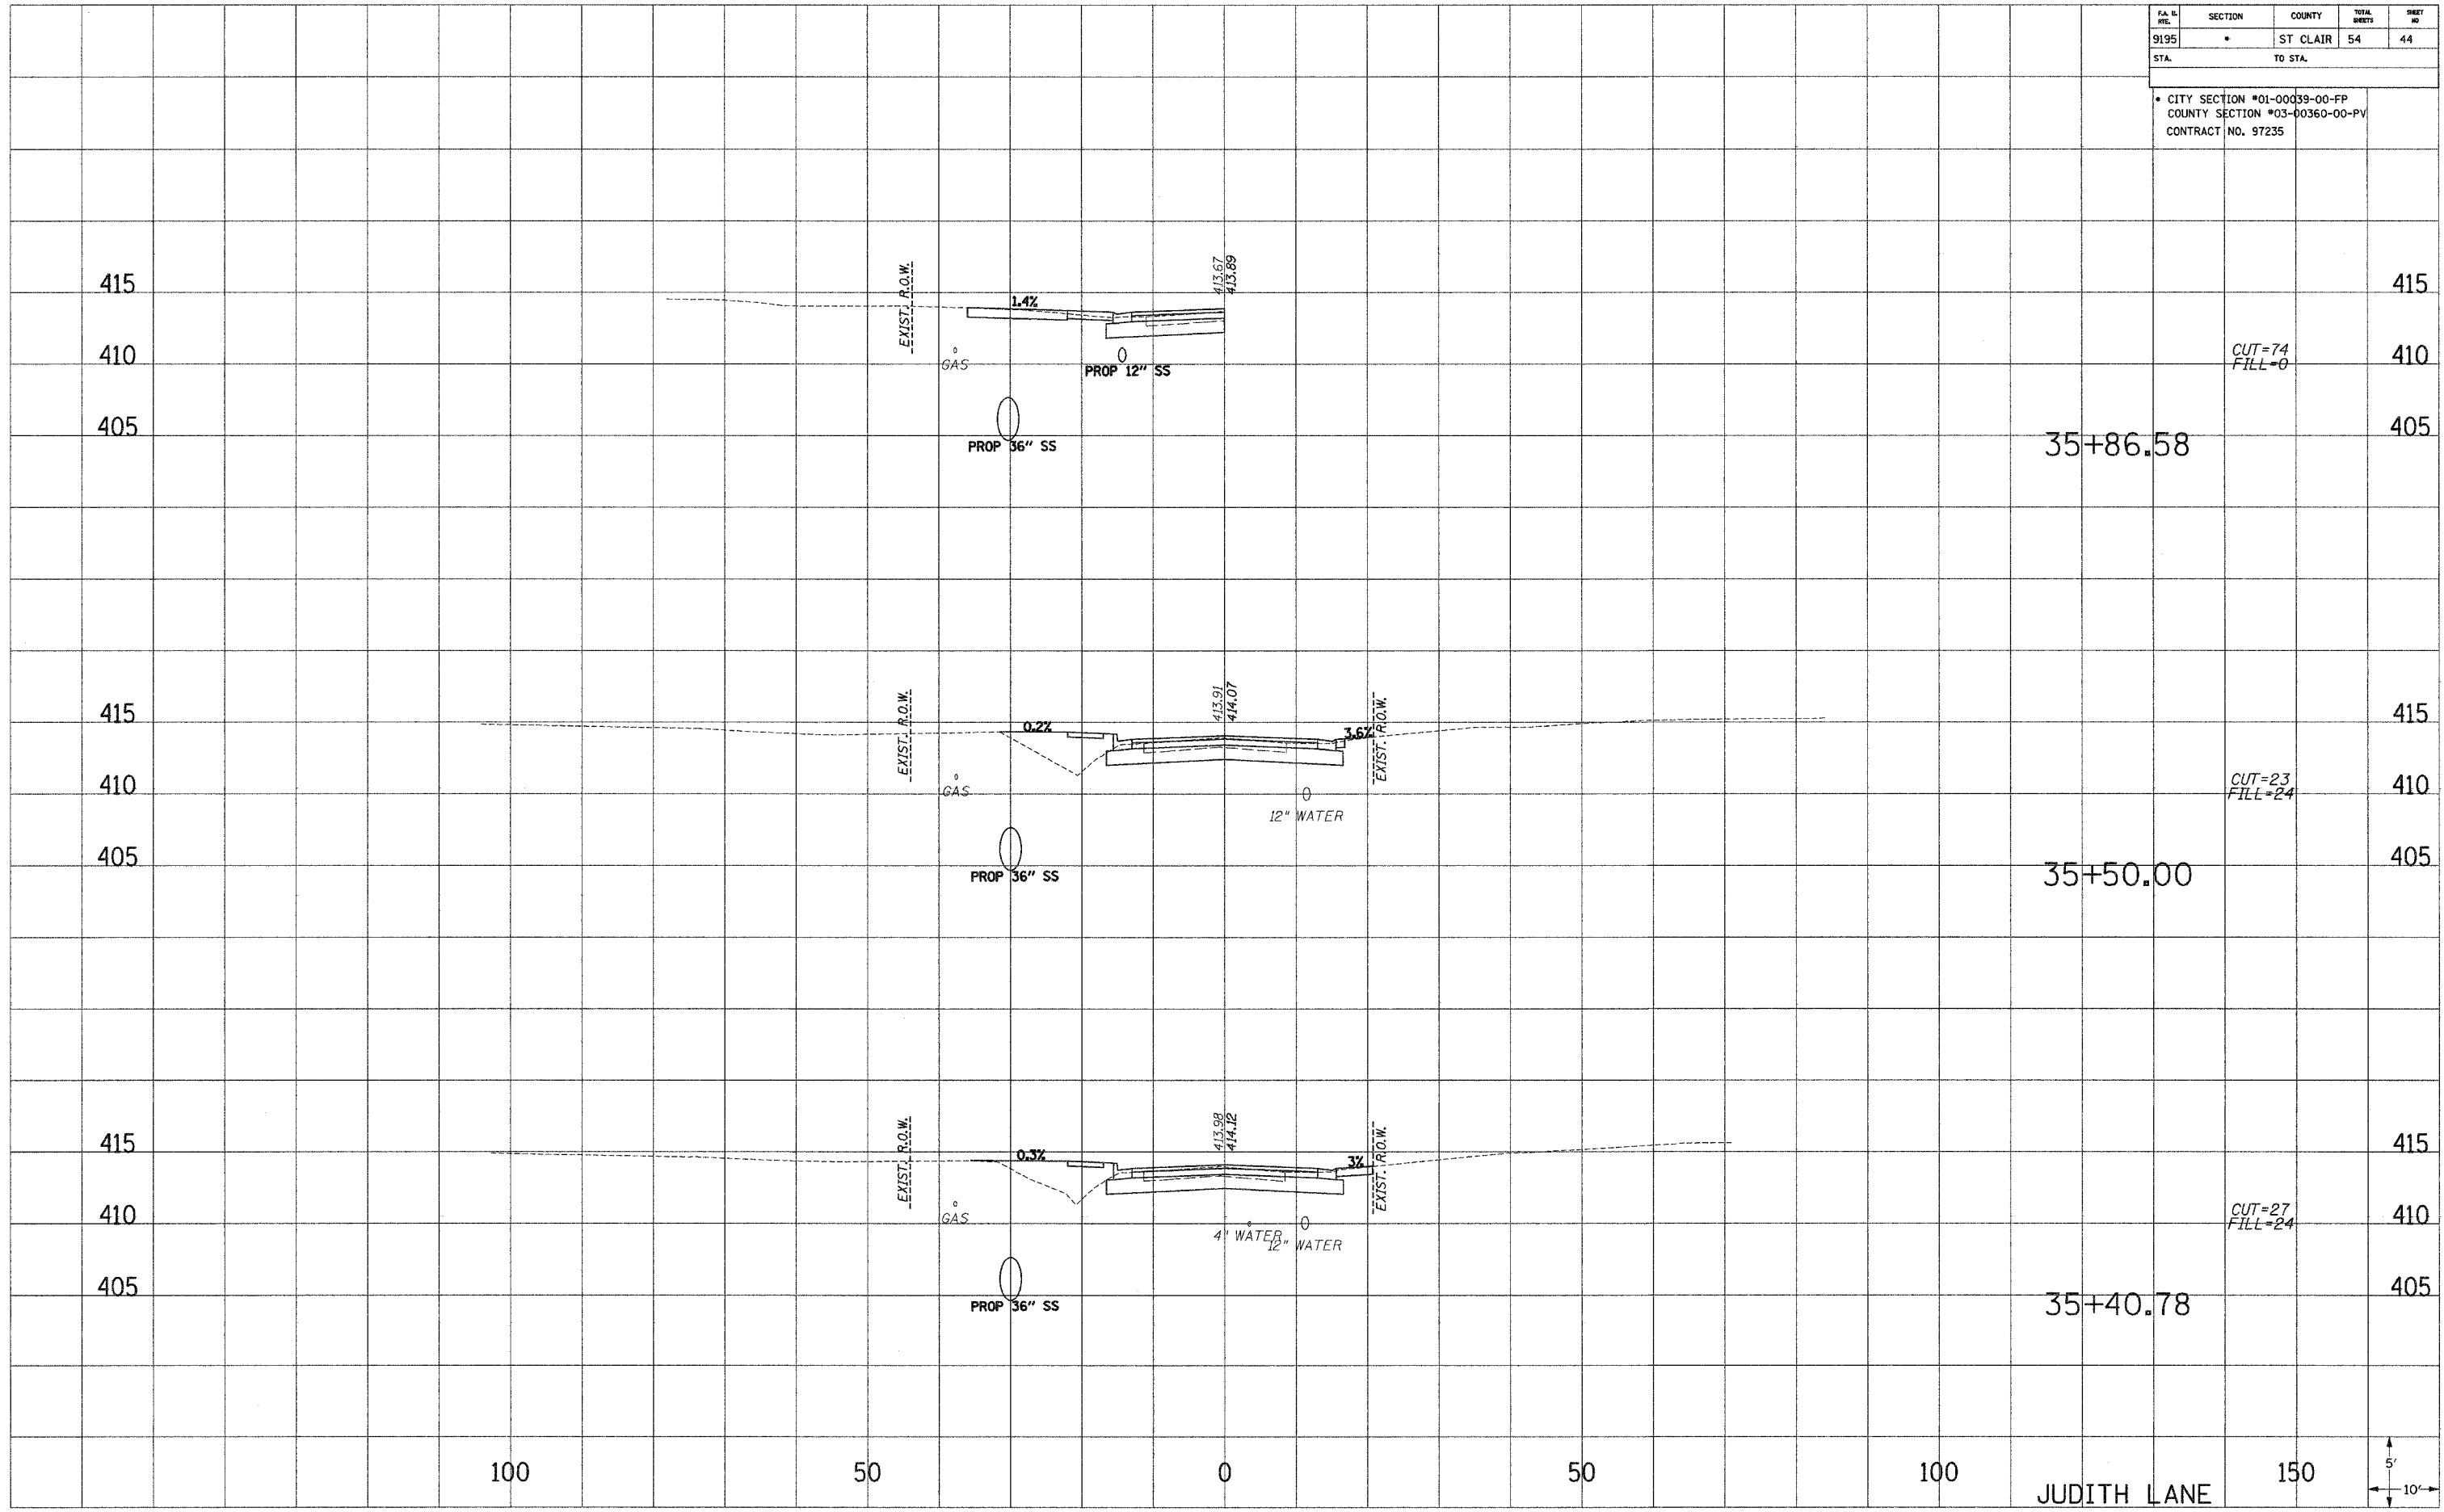 F.A. U. RTE. SECTION COUNTY TOTAL SHEETS SHEET NO
9195 • ST CLAIR 54 44
STA. TO STA.
• CITY SECTION #01-00039-00-FP
COUNTY SECTION #03-00360-00-PV
CONTRACT NO. 97235
EXIST. R.O.W.
413.67
413.89
415 1.4% 415
410 GAS PROP 12" SS 410
CUT=74
FILL=0
405 PROP 36" SS 405
35+86.58
EXIST. R.O.W.
413.91
414.07
EXIST. R.O.W.
415 0.2% 3.6% 415
410 GAS 410
12" WATER
CUT=23
FILL=24
405 PROP 36" SS 405
35+50.00
EXIST. R.O.W.
413.98
414.12
EXIST. R.O.W.
415 0.3% 3% 415
410 GAS 410
4" WATER
12" WATER
CUT=27
FILL=24
405 PROP 36" SS 405
35+40.78
100 50 0 50 100 150
5'
10'
JUDITH LANE